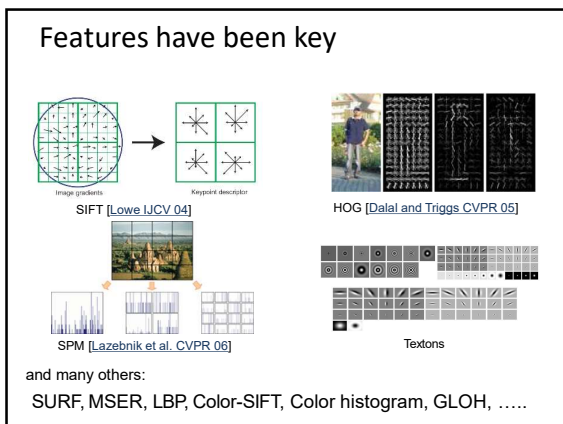 Features have been key
Image gradients
Keypoint descriptor
SIFT [Lowe IJCV 04]
HOG [Dalal and Triggs CVPR 05]
SPM [Lazebnik et al. CVPR 06]
Textons
and many others:
SURF, MSER, LBP, Color-SIFT, Color histogram, GLOH, …..